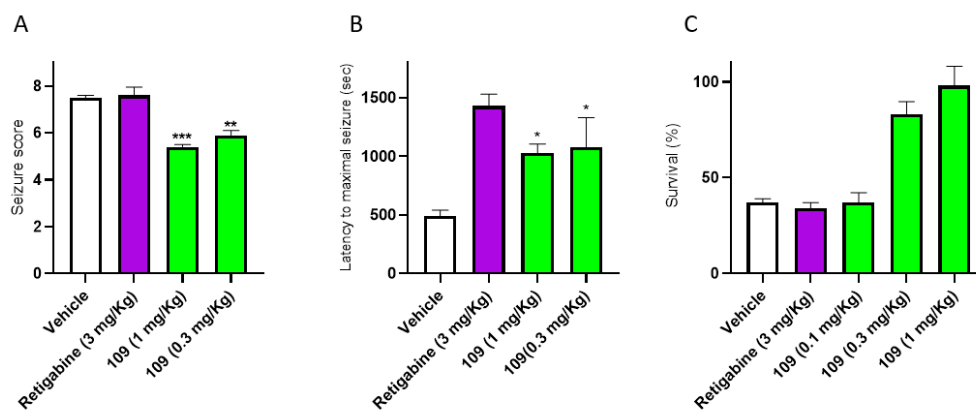 A
B
C
Seizure score
8
6
4
2
0
***
**
Vehicle
Retigabine (3 mg/Kg)
109 (1 mg/Kg)
109 (0.3 mg/Kg)
Latency to maximal seizure (sec)
1500
1000
500
0
*
*
Vehicle
Retigabine (3 mg/Kg)
109 (1 mg/Kg)
109(0.3 mg/Kg)
Survival (%)
100
50
0
Vehicle
Retigabine (3 mg/Kg)
109 (0.1 mg/Kg)
109 (0.3 mg/Kg)
109 (1 mg/Kg)